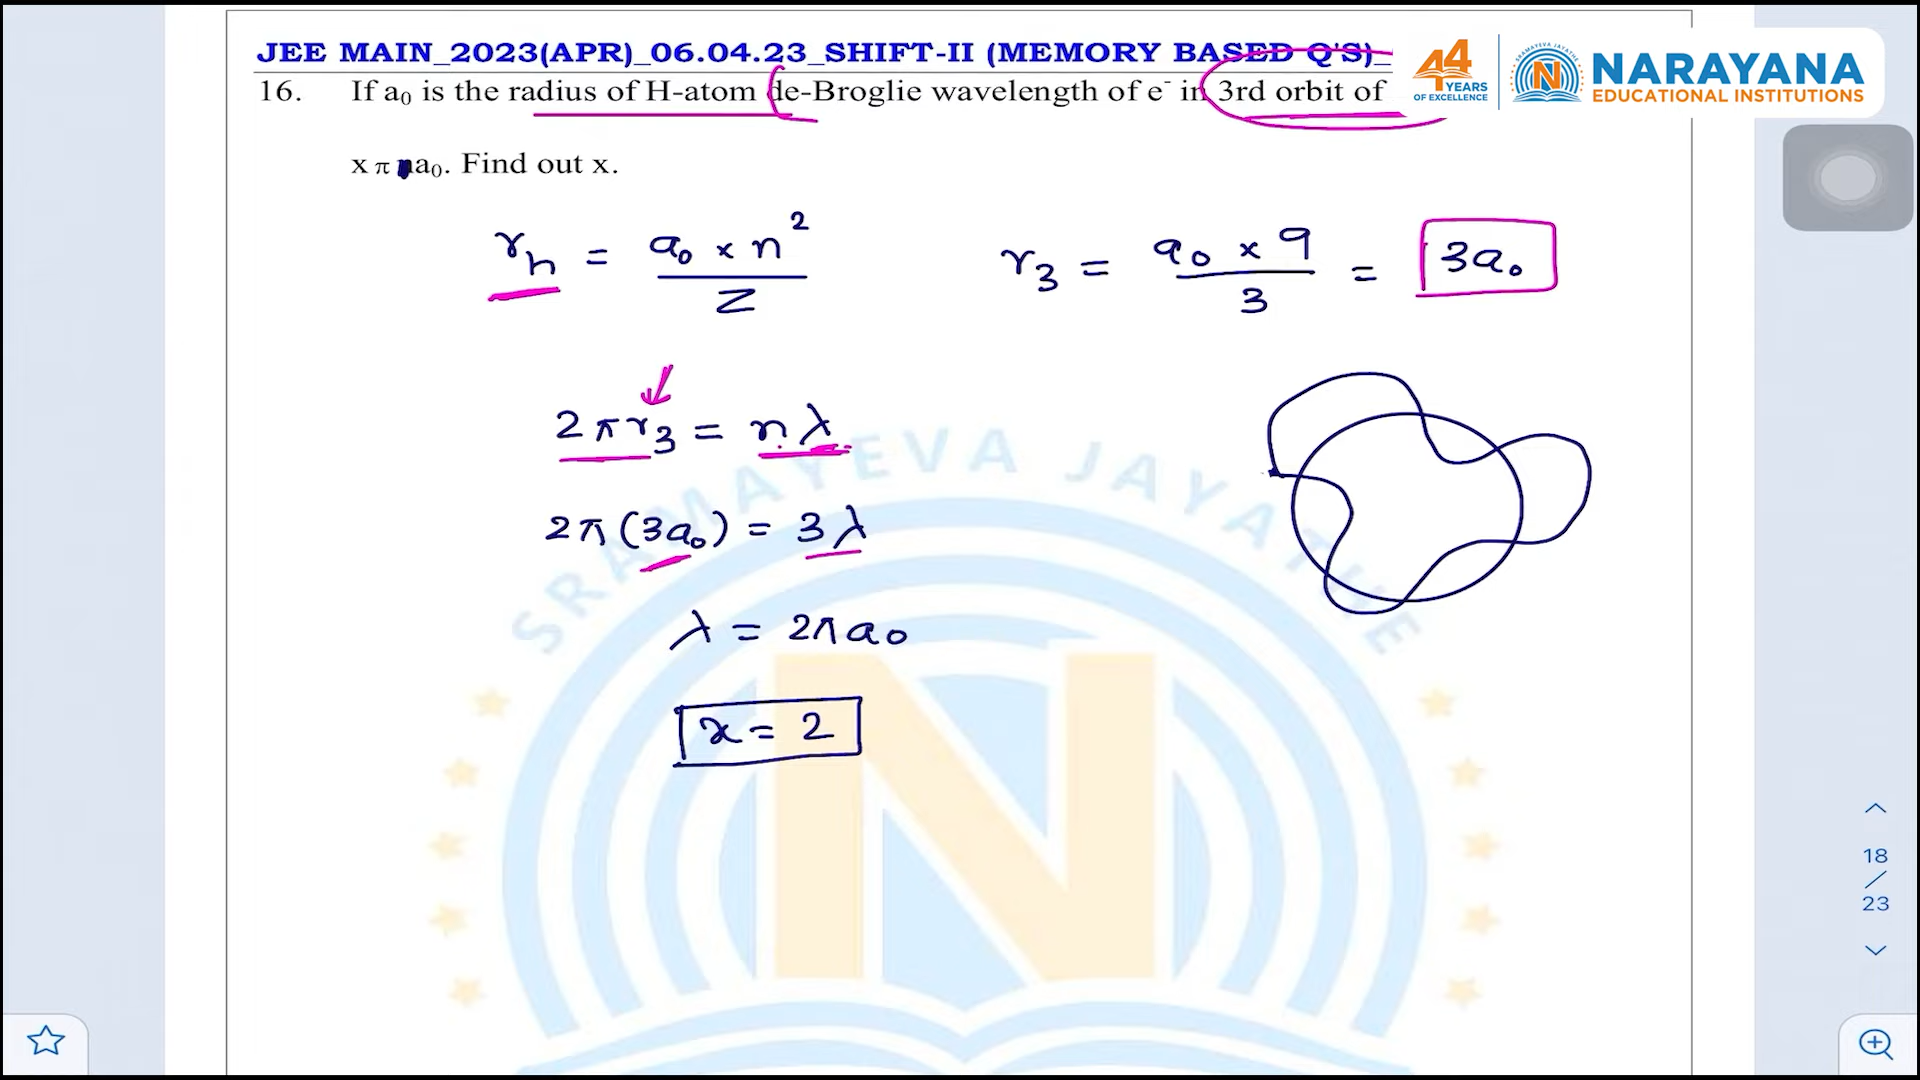 JEE MAIN_2023(APR)_06.04.23_SHIFT-II (MEMORY BASED Q'S)_
44 YEARS OF EXCELLENCE
SRAMAYEVA JAYATHE
N
NARAYANA
EDUCATIONAL INSTITUTIONS
16. If a₀ is the radius of H-atom de-Broglie wavelength of e⁻ in 3rd orbit of
x π a₀. Find out x.
rₙ = a₀ × n² / Z
r₃ = a₀ × 9 / 3 = 3a₀
2πr₃ = nλ
2π(3a₀) = 3λ
λ = 2πa₀
x = 2
SRAMAYEVA JAYATHE
N
18
/
23